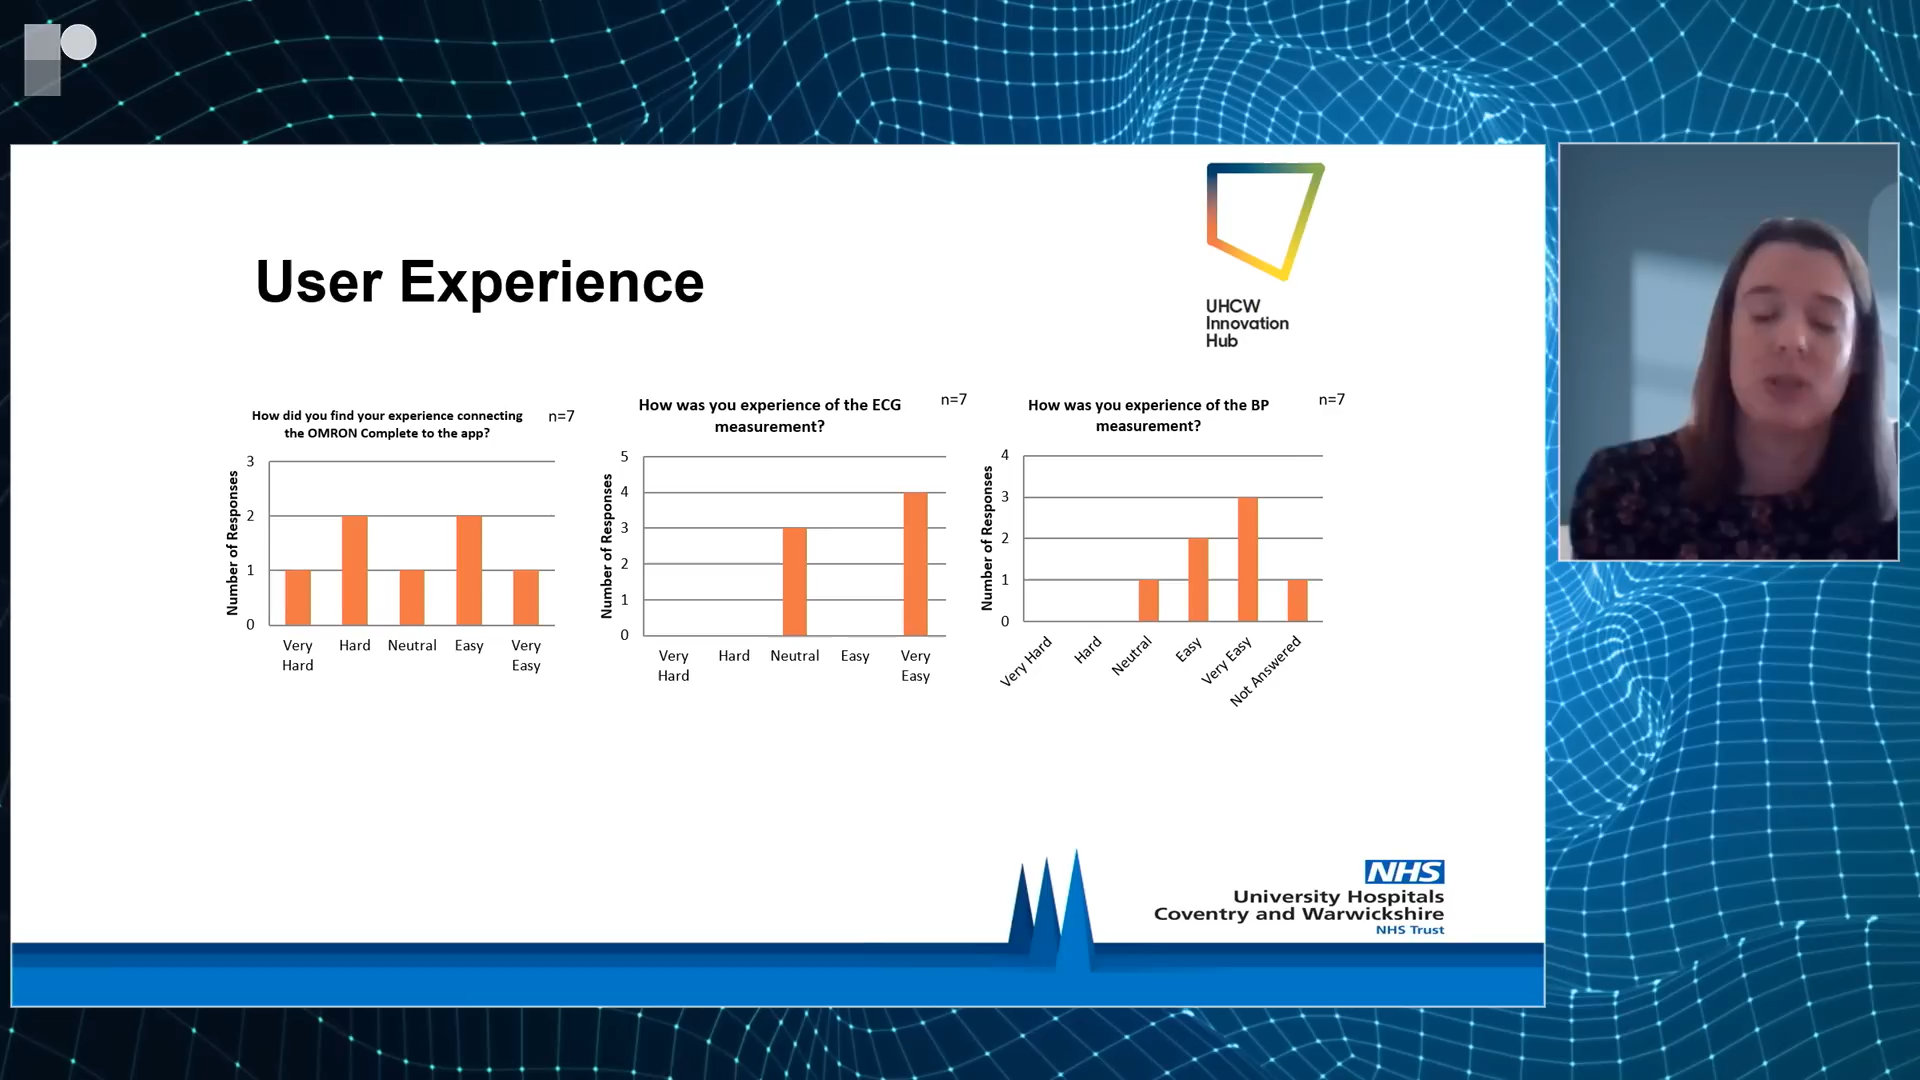 User Experience
UHCW
Innovation
Hub
How did you find your experience connecting
the OMRON Complete to the app?
n=7
Number of Responses
3
2
1
0
Very
Hard
Hard
Neutral
Easy
Very
Easy
How was you experience of the ECG
measurement?
n=7
Number of Responses
5
4
3
2
1
0
Very
Hard
Hard
Neutral
Easy
Very
Easy
How was you experience of the BP
measurement?
n=7
Number of Responses
4
3
2
1
0
Very Hard
Hard
Neutral
Easy
Very Easy
Not Answered
NHS
University Hospitals
Coventry and Warwickshire
NHS Trust